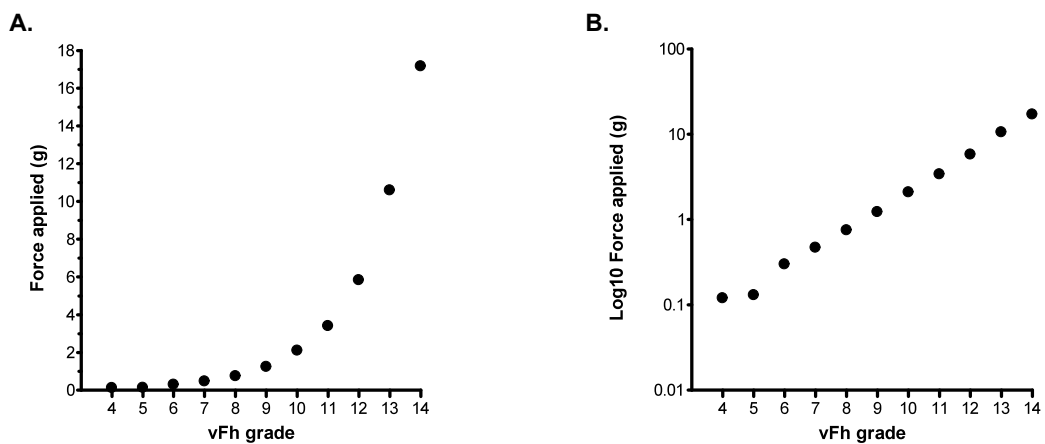 A.
18
16
14
12
10
8
6
4
2
0
Force applied (g)
4 5 6 7 8 9 10 11 12 13 14
vFh grade
B.
100
10
1
0.1
0.01
Log10 Force applied (g)
4 5 6 7 8 9 10 11 12 13 14
vFh grade